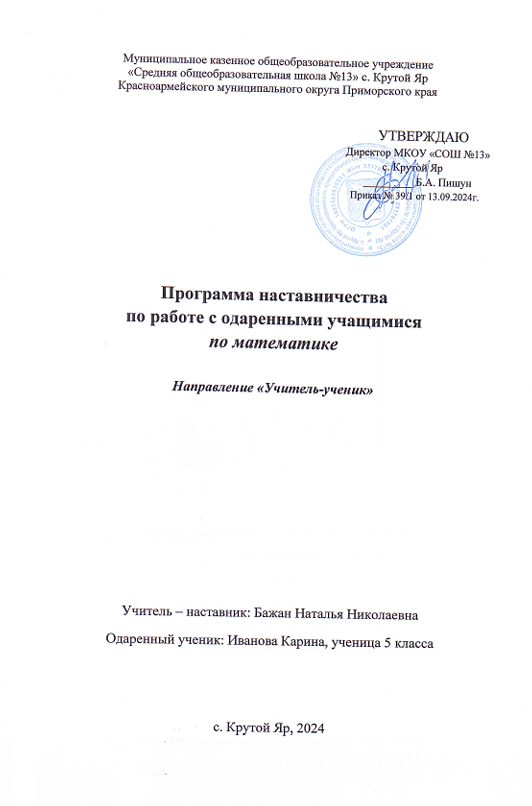 Муниципальное казенное общеобразовательное учреждение
«Средняя общеобразовательная школа №13» с. Крутой Яр
Красноармейского муниципального округа Приморского края
УТВЕРЖДАЮ
Директор МКОУ «СОШ №13»
с. Крутой Яр
Б.А. Пишун
Приказ № 39/1 от 13.09.2024г.
Программа наставничества
по работе с одаренными учащимися
по математике
Направление «Учитель-ученик»
Учитель – наставник: Бажан Наталья Николаевна
Одаренный ученик: Иванова Карина, ученица 5 класса
с. Крутой Яр, 2024